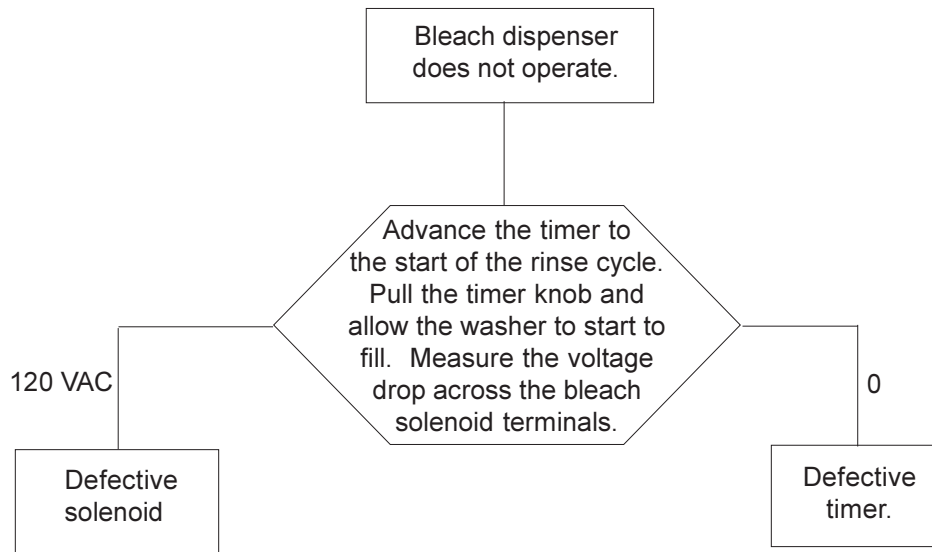 Bleach dispenser
does not operate.
Advance the timer to
the start of the rinse cycle.
Pull the timer knob and
allow the washer to start to
fill.  Measure the voltage
drop across the bleach
solenoid terminals.
120 VAC
0
Defective
solenoid
Defective
timer.